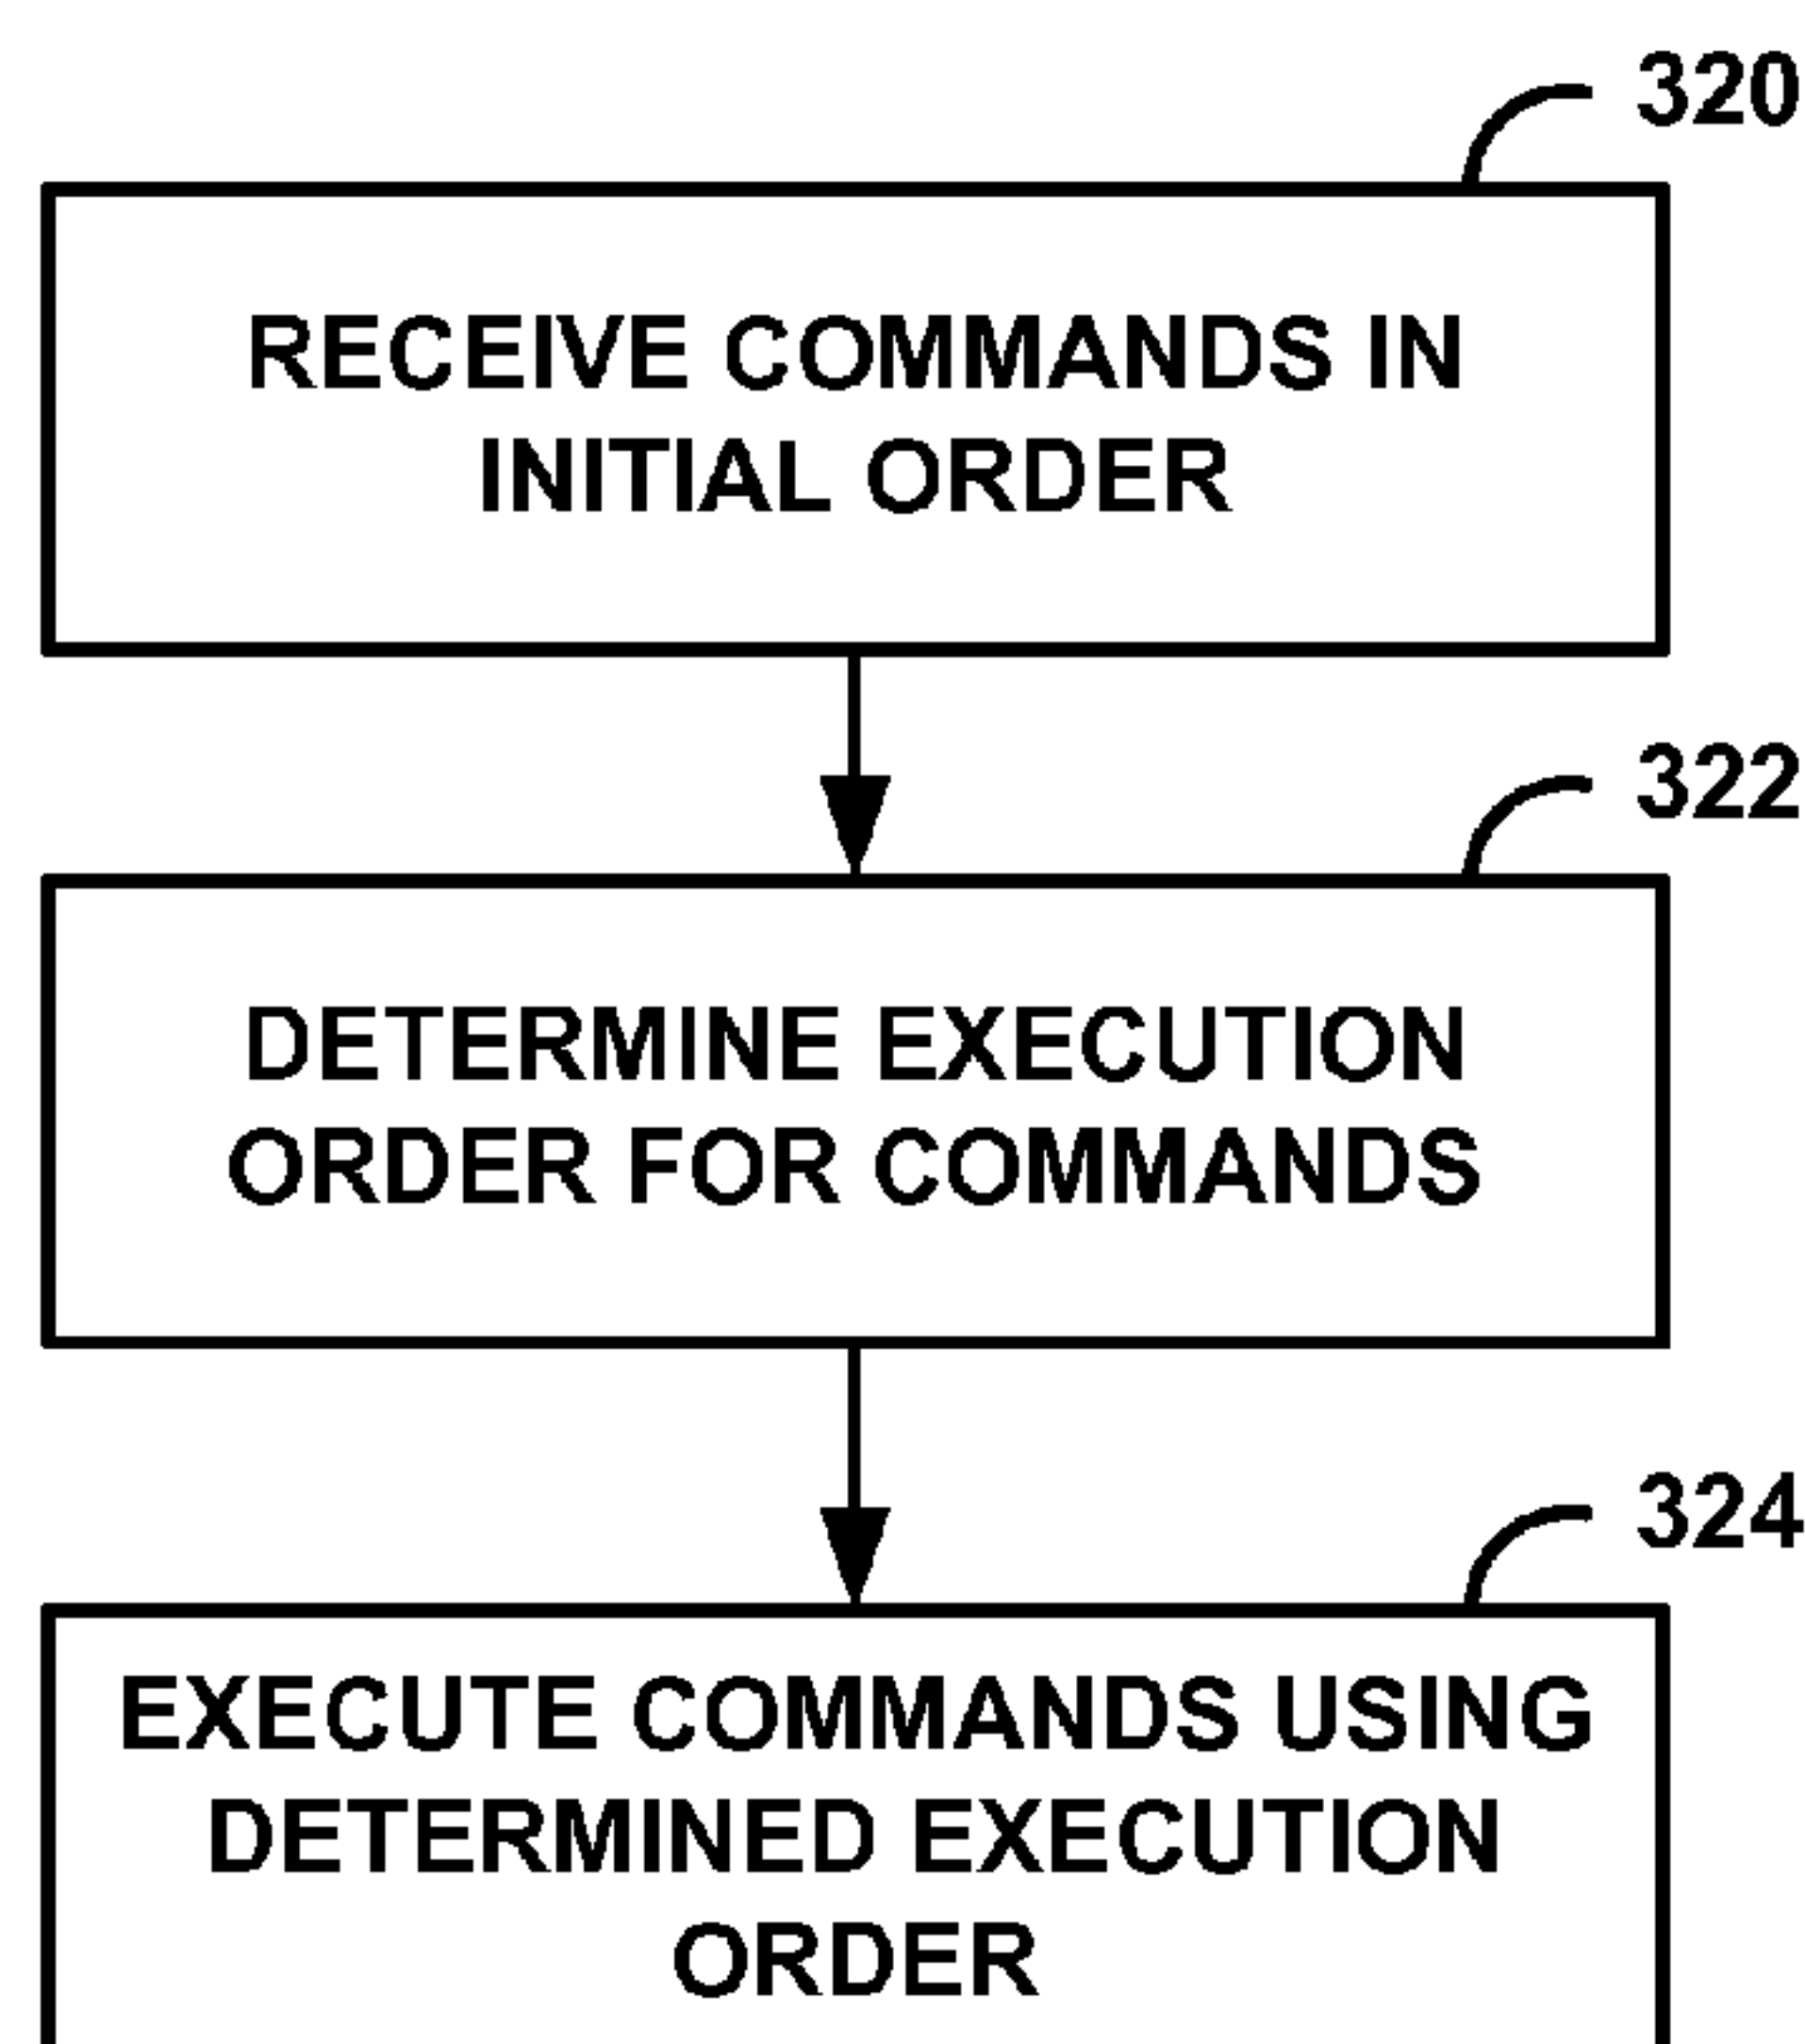 320
RECEIVE COMMANDS IN
INITIAL ORDER
322
DETERMINE EXECUTION
ORDER FOR COMMANDS
324
EXECUTE COMMANDS USING
DETERMINED EXECUTION
ORDER